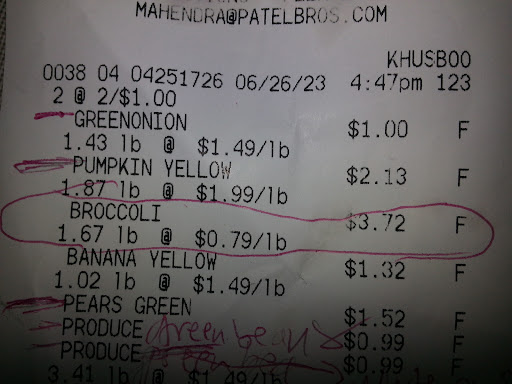 MAHENDRA@PATELBROS.COM
KHUSBOO
0038 04 04251726 06/26/23 4:47pm 123
2 @ 2/$1.00
GREENONION $1.00 F
1.43 lb @ $1.49/lb
PUMPKIN YELLOW $2.13 F
1.87 lb @ $1.99/lb
BROCCOLI $3.72 F
1.67 lb @ $0.79/lb
BANANA YELLOW $1.32 F
1.02 lb @ $1.49/lb
PEARS GREEN $1.52 F
PRODUCE Green beans $0.99 F
PRODUCE $0.99 F
3.41 lb @ $1.49/lb